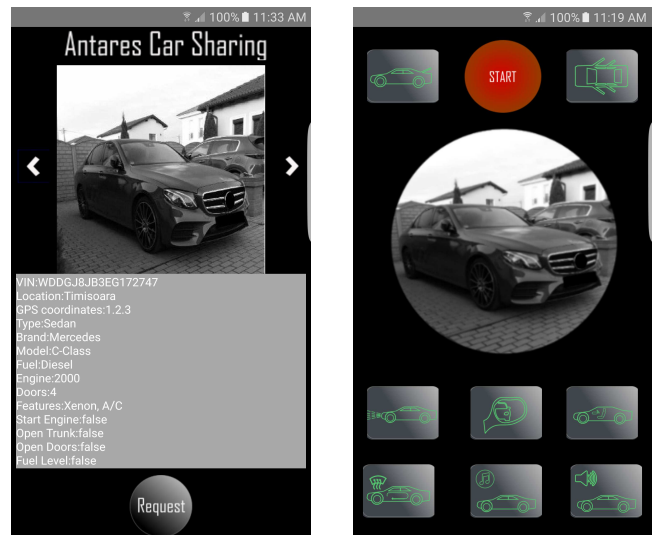 100% 11:33 AM
Antares Car Sharing
VIN:WDDGJ8JB3EG172747
Location:Timisoara
GPS coordinates:1.2.3
Type:Sedan
Brand:Mercedes
Model:C-Class
Fuel:Diesel
Engine:2000
Doors:4
Features:Xenon, A/C
Start Engine:false
Open Trunk:false
Open Doors:false
Fuel Level:false
Request
100% 11:19 AM
START